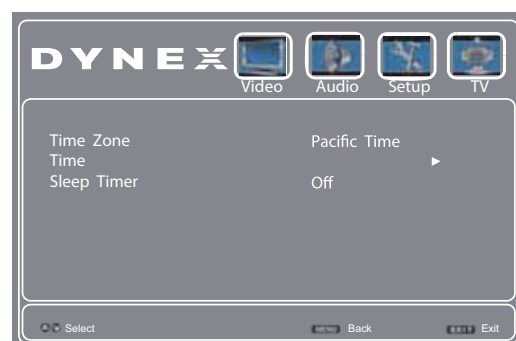 DYNEX
Video Audio Setup TV
Time Zone Pacific Time
Time ▶
Sleep Timer Off
Select MENU Back EXIT Exit